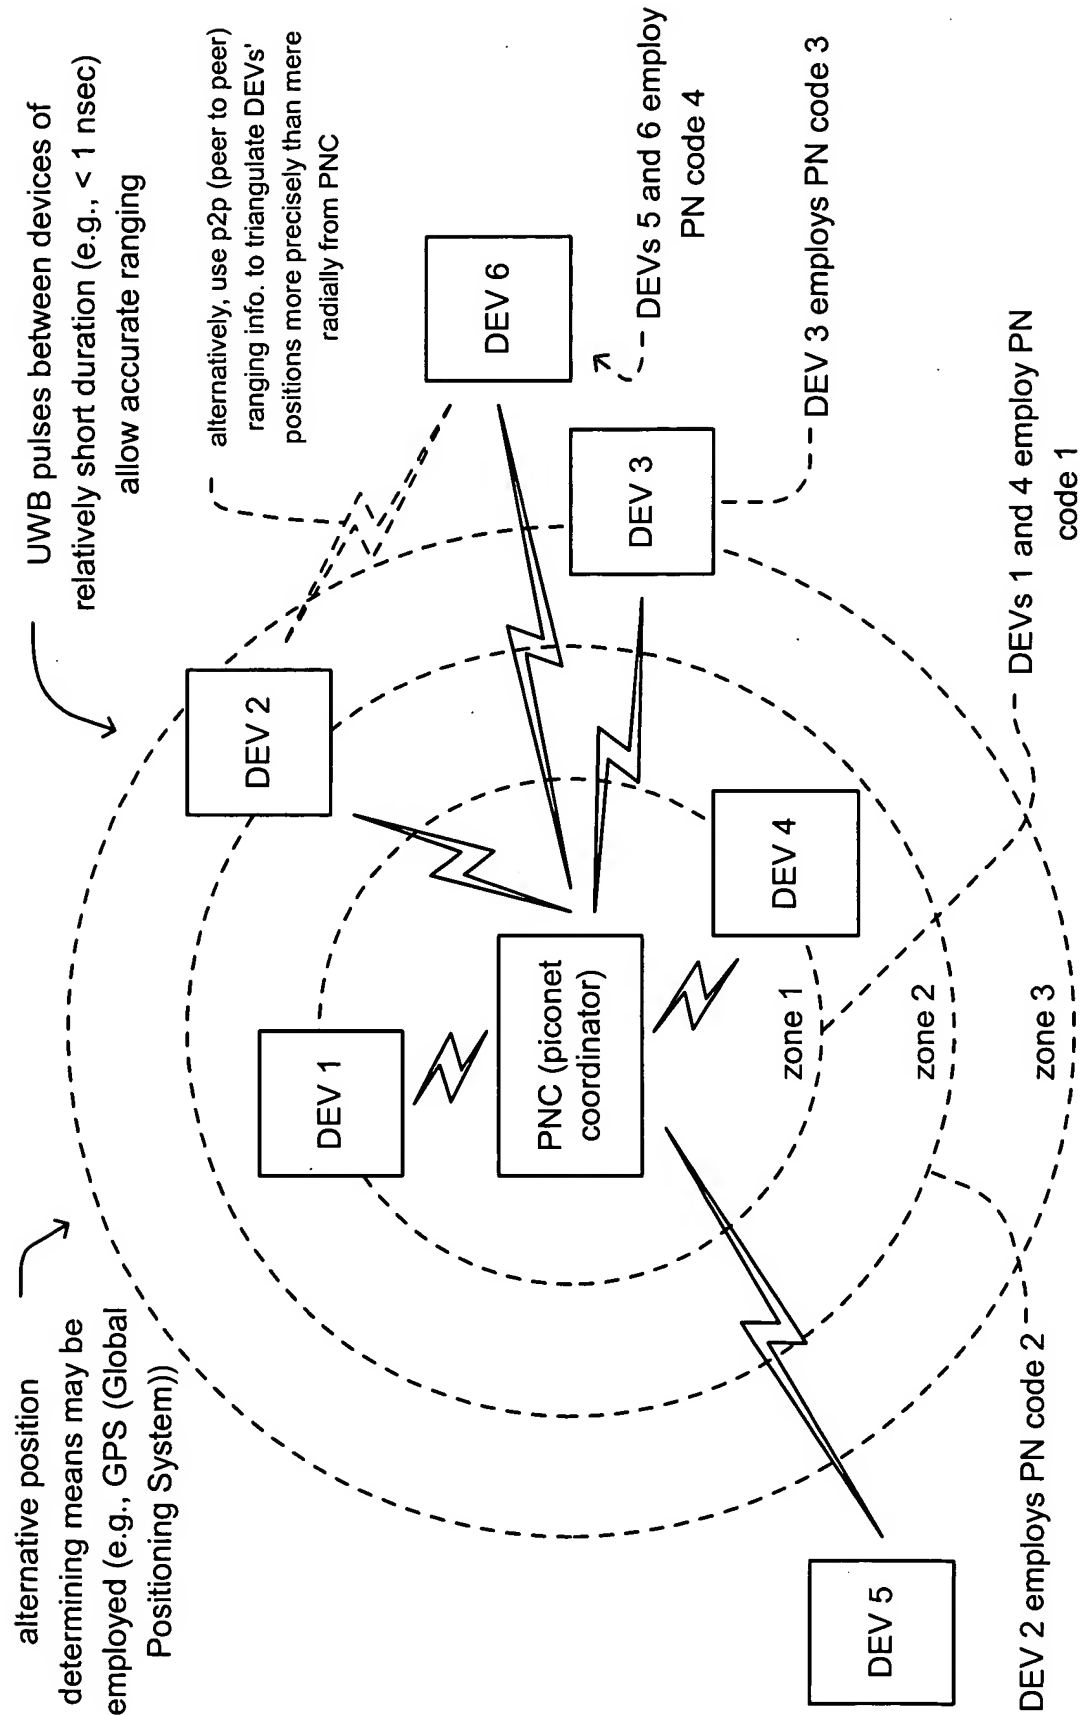 alternative position
determining means may be
employed (e.g., GPS (Global
Positioning System))
UWB pulses between devices of
relatively short duration (e.g., < 1 nsec)
allow accurate ranging
alternatively, use p2p (peer to peer)
ranging info. to triangulate DEVs'
positions more precisely than mere
radially from PNC
DEV 1
DEV 2
DEV 6
PNC (piconet
coordinator)
DEV 3
DEV 4
DEV 5
zone 1
zone 2
zone 3
DEVs 5 and 6 employ
PN code 4
DEV 3 employs PN code 3
DEVs 1 and 4 employ PN
code 1
DEV 2 employs PN code 2